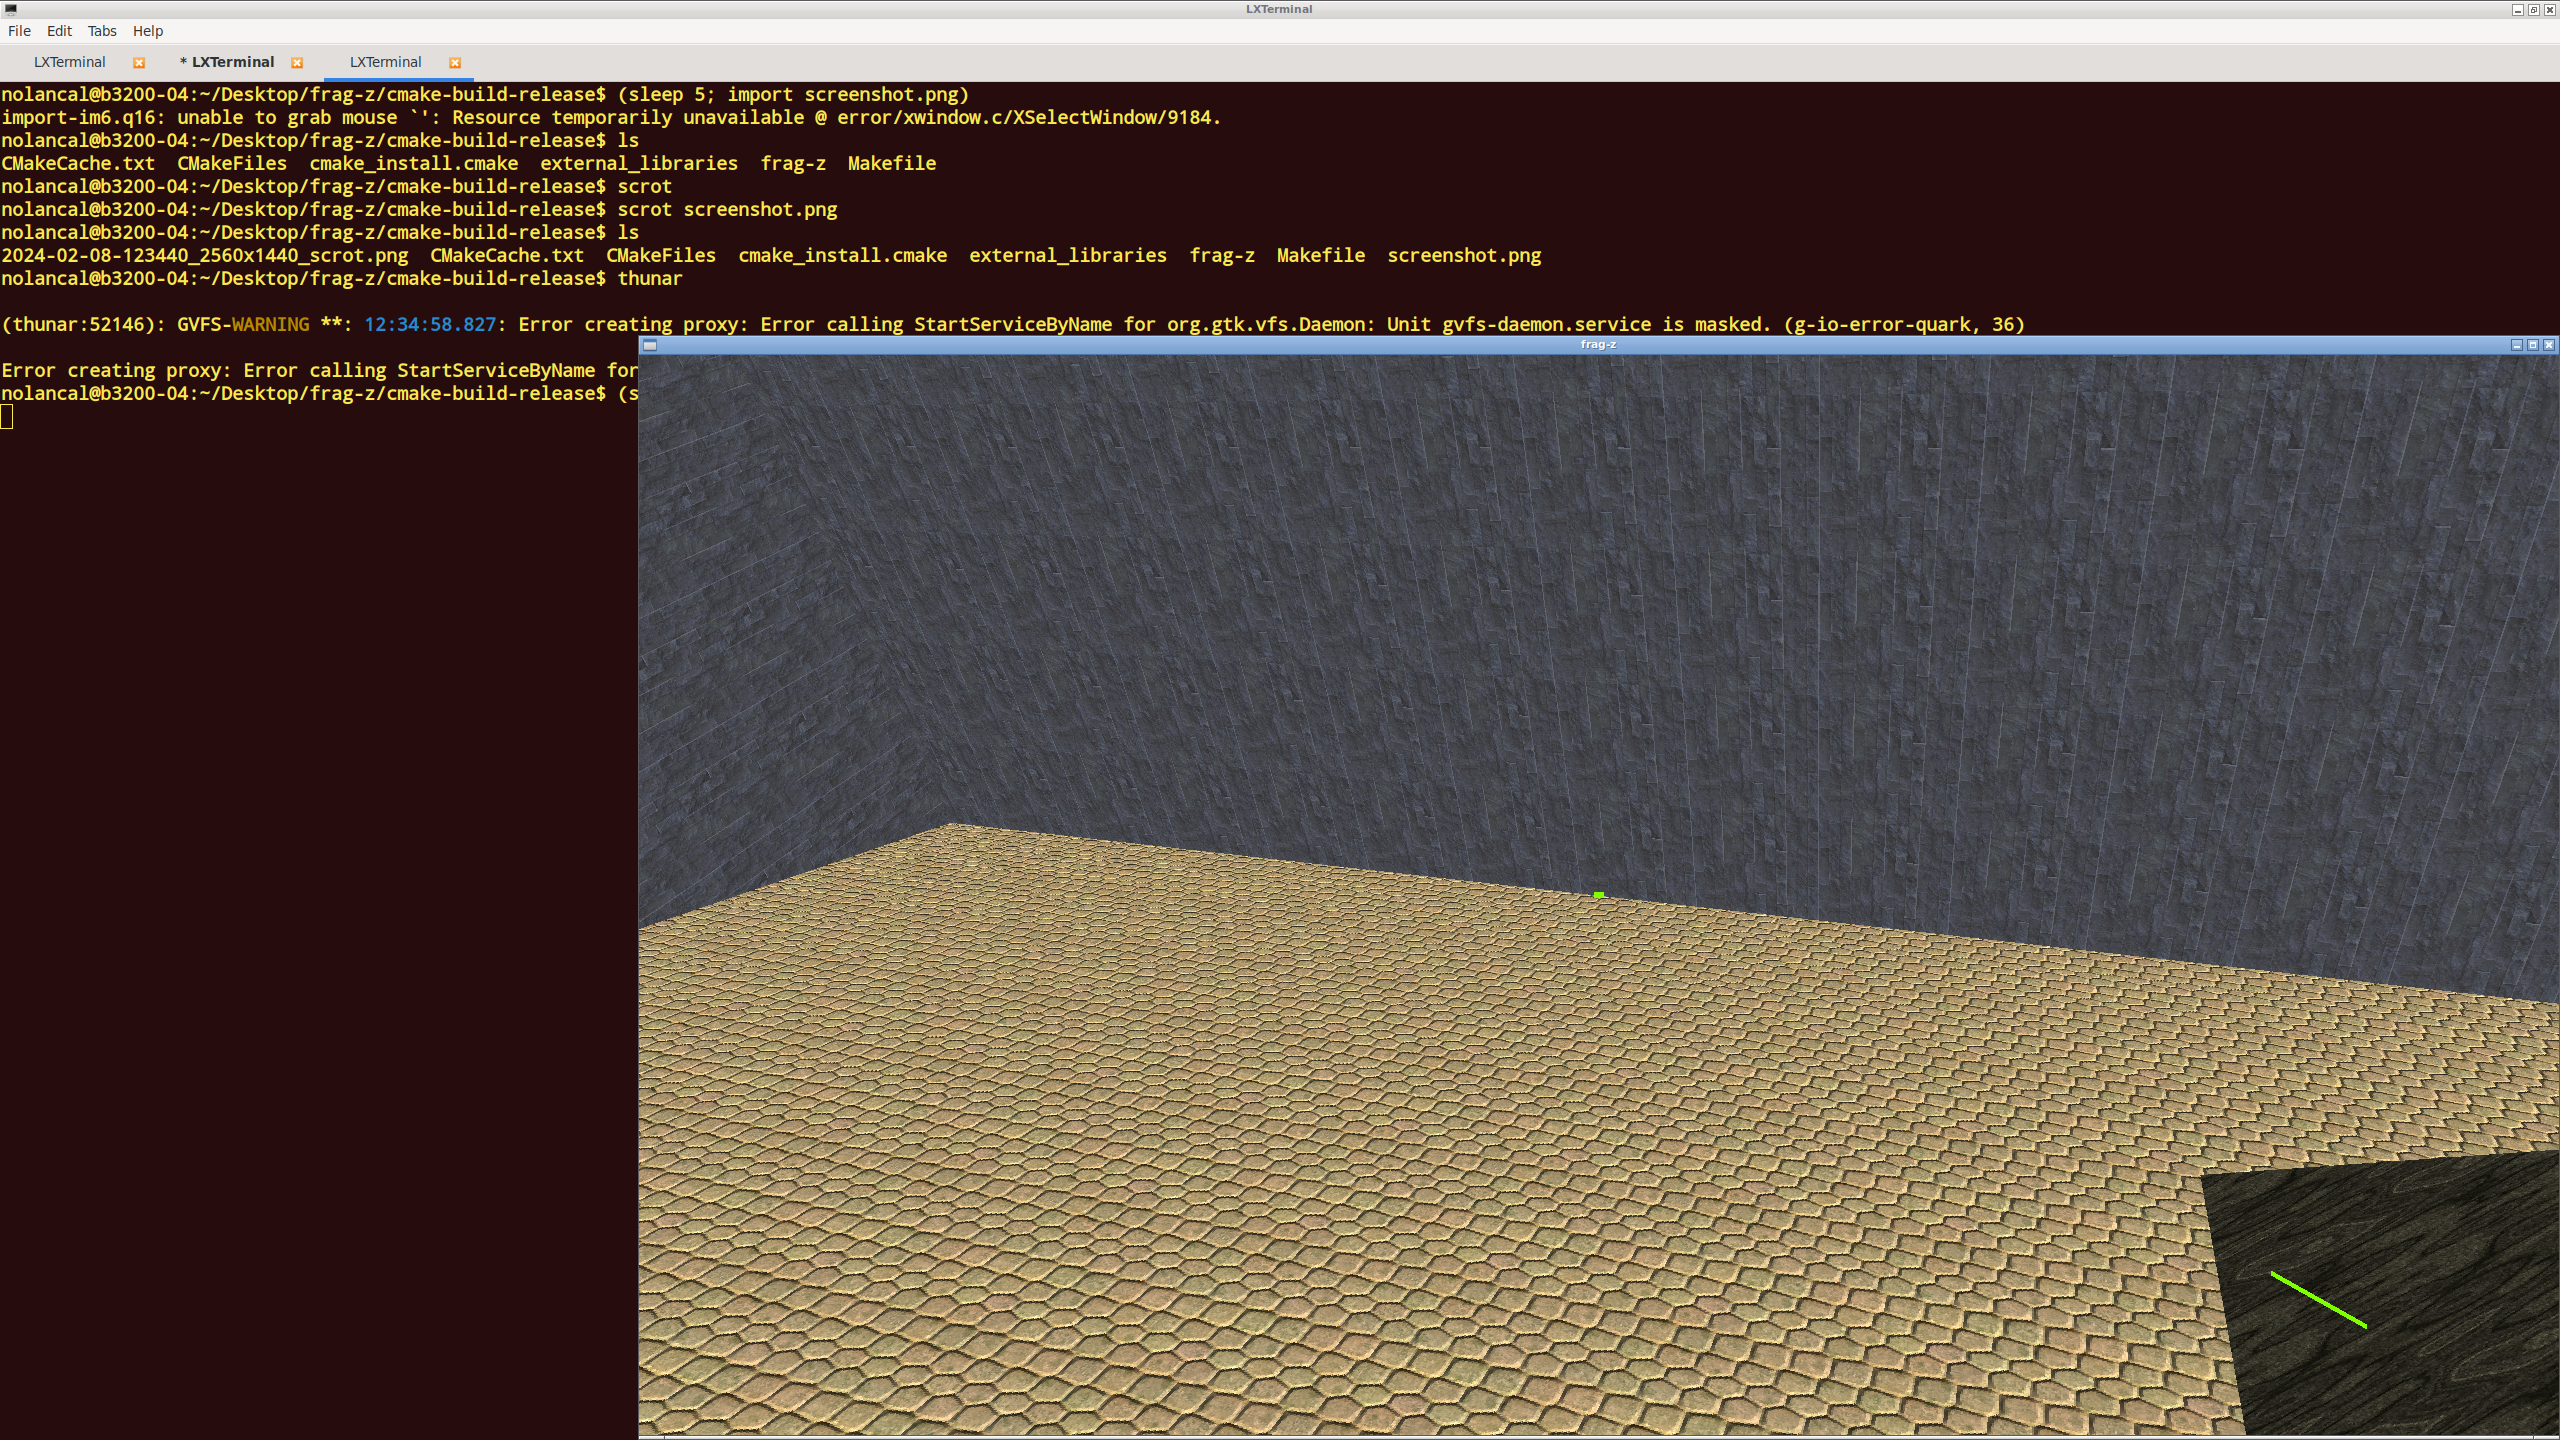 LXTerminal
File Edit Tabs Help
LXTerminal * LXTerminal LXTerminal
nolancal@b3200-04:~/Desktop/frag-z/cmake-build-release$ (sleep 5; import screenshot.png)
import-im6.q16: unable to grab mouse `': Resource temporarily unavailable @ error/xwindow.c/XSelectWindow/9184.
nolancal@b3200-04:~/Desktop/frag-z/cmake-build-release$ ls
CMakeCache.txt  CMakeFiles  cmake_install.cmake  external_libraries  frag-z  Makefile
nolancal@b3200-04:~/Desktop/frag-z/cmake-build-release$ scrot
nolancal@b3200-04:~/Desktop/frag-z/cmake-build-release$ scrot screenshot.png
nolancal@b3200-04:~/Desktop/frag-z/cmake-build-release$ ls
2024-02-08-123440_2560x1440_scrot.png  CMakeCache.txt  CMakeFiles  cmake_install.cmake  external_libraries  frag-z  Makefile  screenshot.png
nolancal@b3200-04:~/Desktop/frag-z/cmake-build-release$ thunar
(thunar:52146): GVFS-WARNING **: 12:34:58.827: Error creating proxy: Error calling StartServiceByName for org.gtk.vfs.Daemon: Unit gvfs-daemon.service is masked. (g-io-error-quark, 36)
frag-z
Error creating proxy: Error calling StartServiceByName for
nolancal@b3200-04:~/Desktop/frag-z/cmake-build-release$ (s